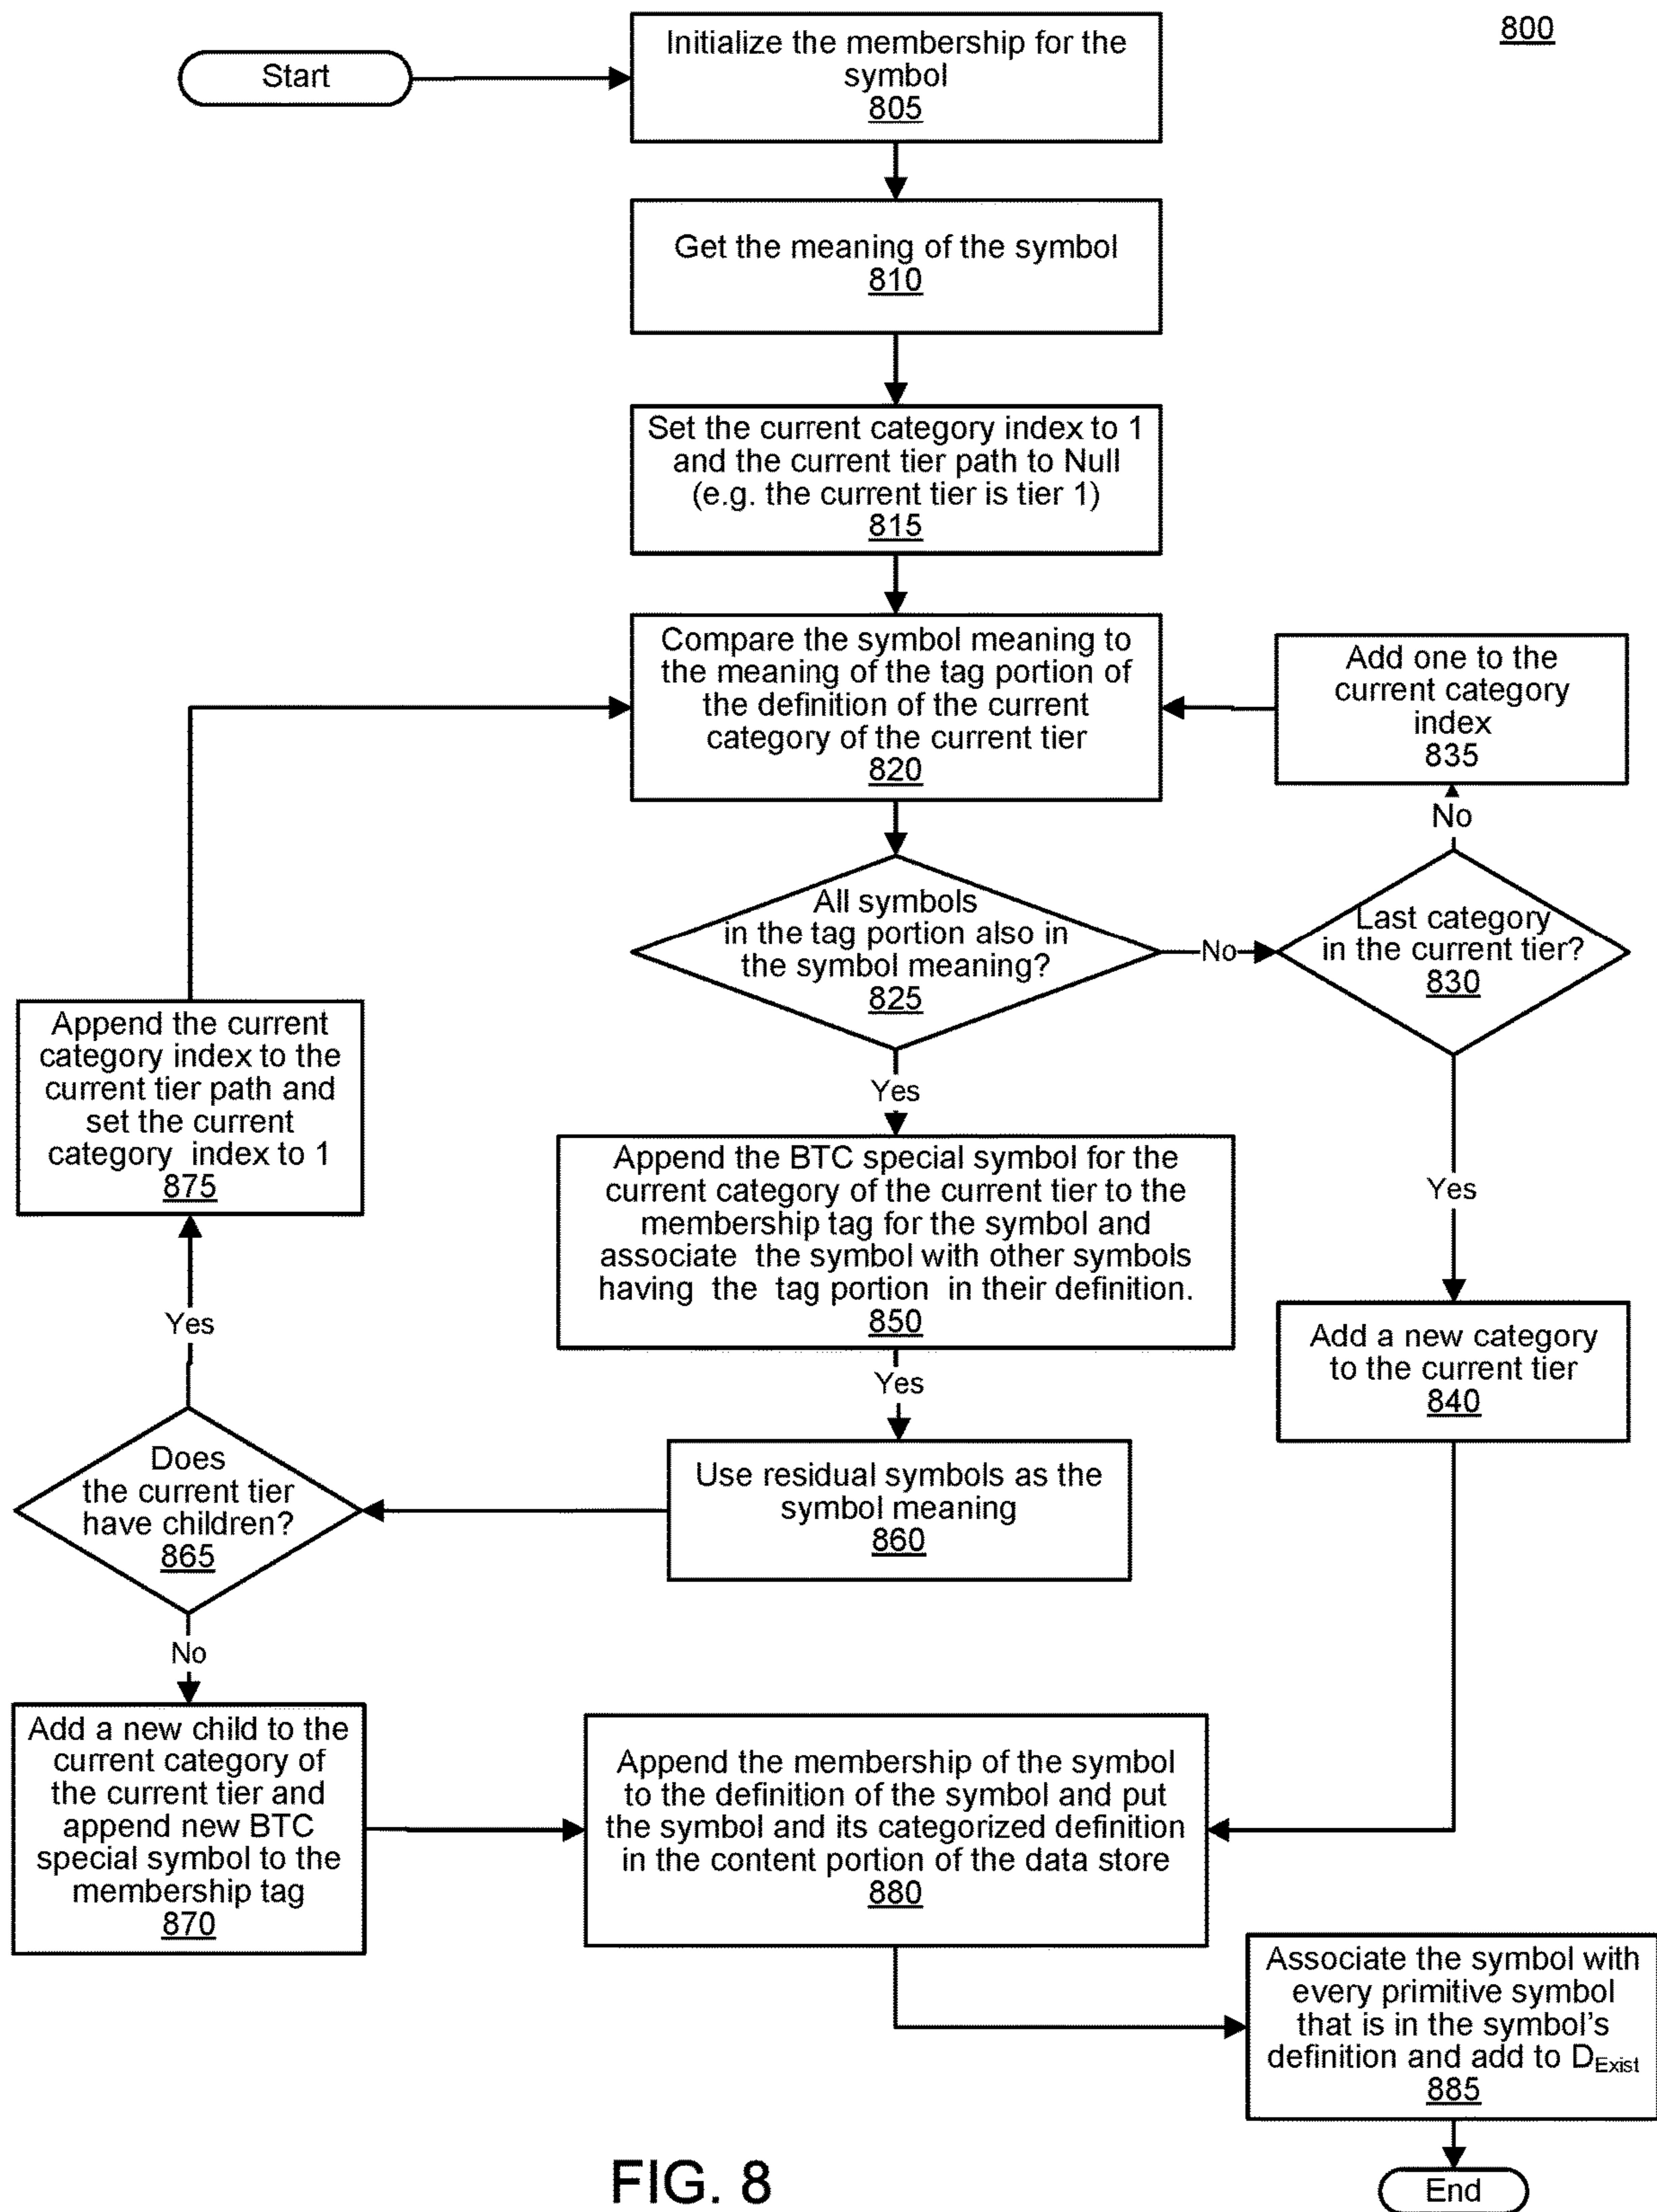 800
Start
Initialize the membership for the
symbol
805
Get the meaning of the symbol
810
Set the current category index to 1
and the current tier path to Null
(e.g. the current tier is tier 1)
815
Compare the symbol meaning to
the meaning of the tag portion of
the definition of the current
category of the current tier
820
Add one to the
current category
index
835
No
All symbols
in the tag portion also in
the symbol meaning?
825
No
Last category
in the current tier?
830
Append the current
category index to the
current tier path and
set the current
category index to 1
875
Yes
Append the BTC special symbol for the
current category of the current tier to the
membership tag for the symbol and
associate the symbol with other symbols
having the tag portion in their definition.
850
Yes
Yes
Add a new category
to the current tier
840
Yes
Does
the current tier
have children?
865
Use residual symbols as the
symbol meaning
860
No
Add a new child to the
current category of
the current tier and
append new BTC
special symbol to the
membership tag
870
Append the membership of the symbol
to the definition of the symbol and put
the symbol and its categorized definition
in the content portion of the data store
880
Associate the symbol with
every primitive symbol
that is in the symbol's
definition and add to DExist
885
End
FIG. 8